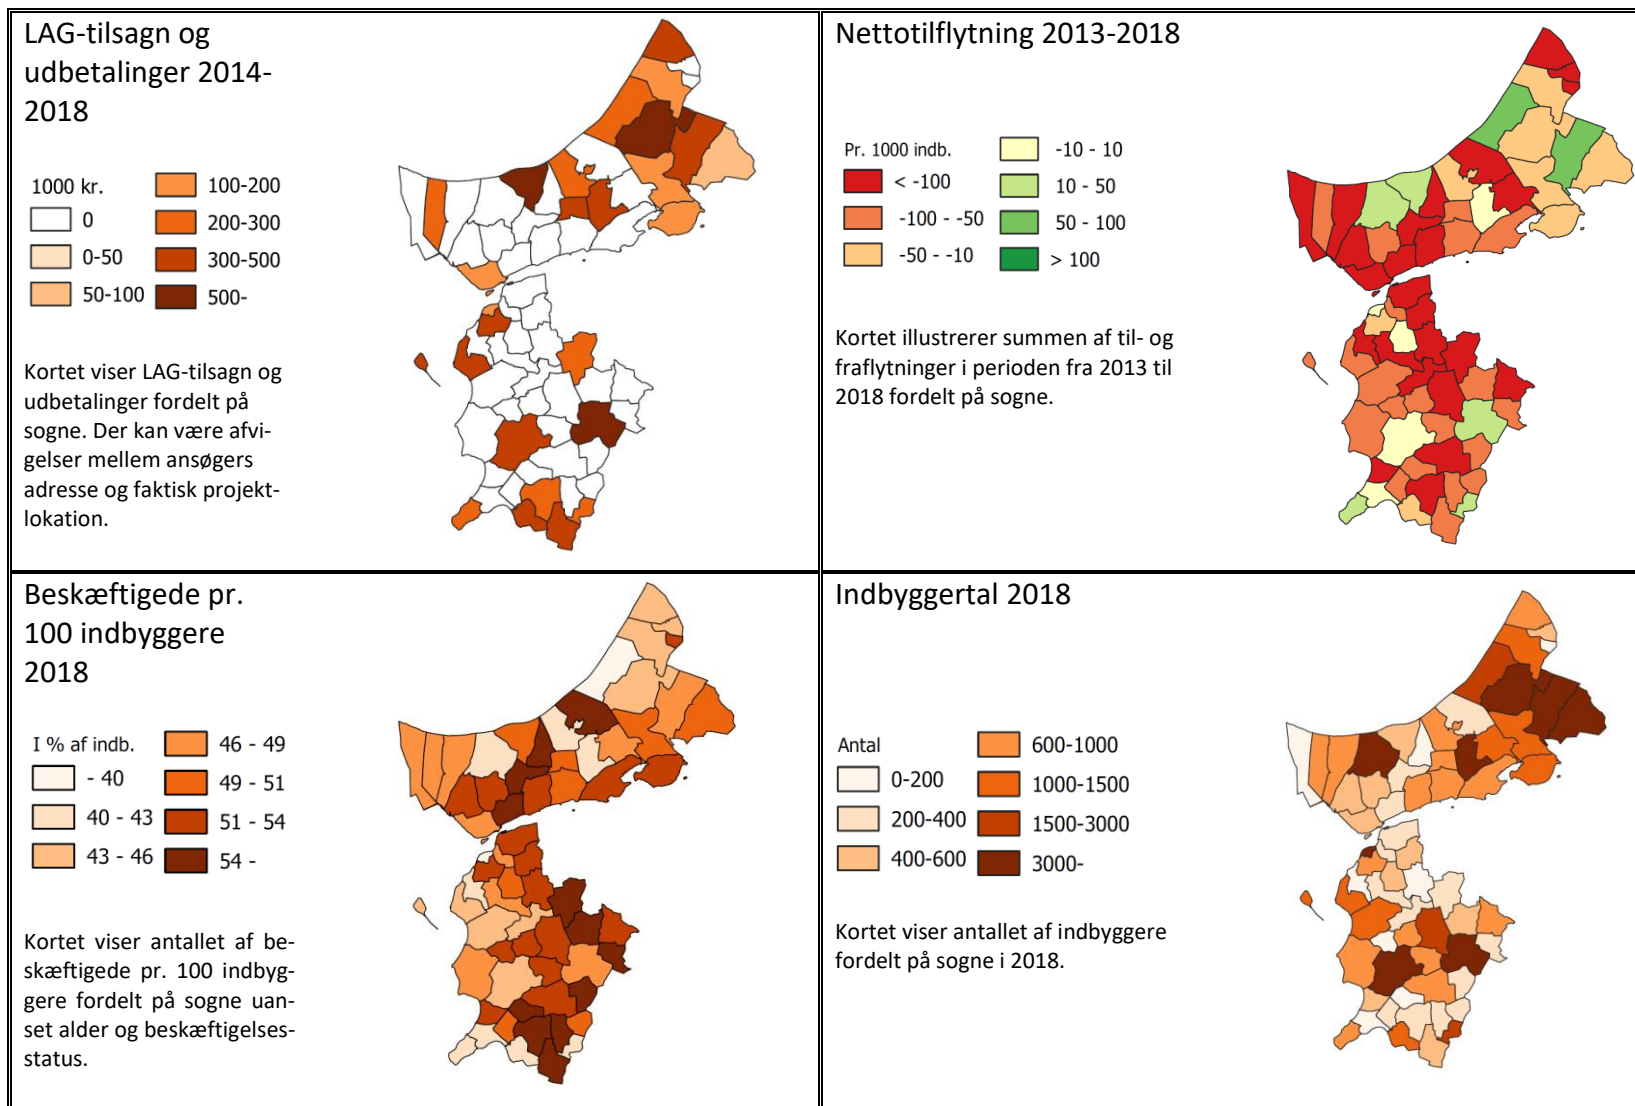 LAG-tilsagn og
udbetalinger 2014-
2018
1000 kr.
0
0-50
50-100
100-200
200-300
300-500
500-
Kortet viser LAG-tilsagn og
udbetalinger fordelt på
sogne. Der kan være afvi-
gelser mellem ansøgers
adresse og faktisk projekt-
lokation.
Nettotilflytning 2013-2018
Pr. 1000 indb.
< -100
-100 - -50
-50 - -10
-10 - 10
10 - 50
50 - 100
> 100
Kortet illustrerer summen af til- og
fraflytninger i perioden fra 2013 til
2018 fordelt på sogne.
Beskæftigede pr.
100 indbyggere
2018
I % af indb.
- 40
40 - 43
43 - 46
46 - 49
49 - 51
51 - 54
54 -
Kortet viser antallet af be-
skæftigede pr. 100 indbyg-
gere fordelt på sogne uan-
set alder og beskæftigelses-
status.
Indbyggertal 2018
Antal
0-200
200-400
400-600
600-1000
1000-1500
1500-3000
3000-
Kortet viser antallet af indbyggere
fordelt på sogne i 2018.